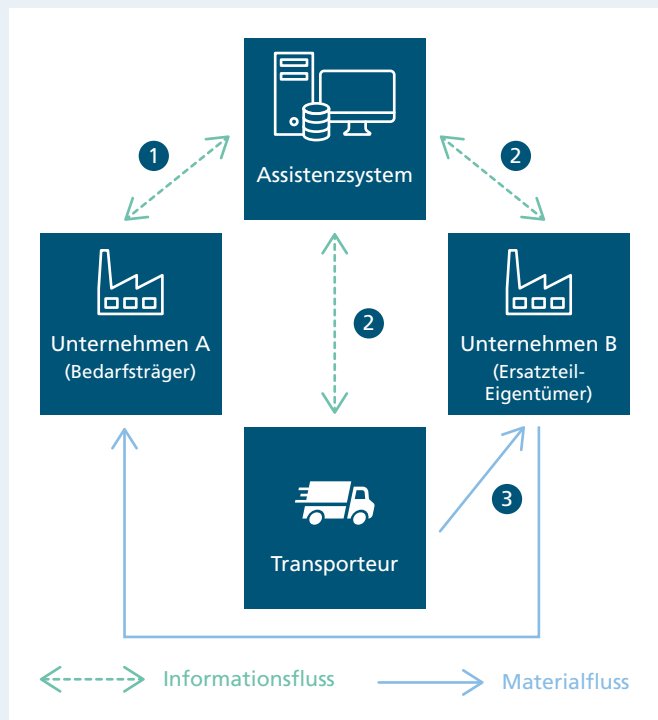 Assistenzsystem
1
2
Unternehmen A
(Bedarfsträger)
2
Unternehmen B
(Ersatzteil-
Eigentümer)
3
Transporteur
Informationsfluss
Materialfluss